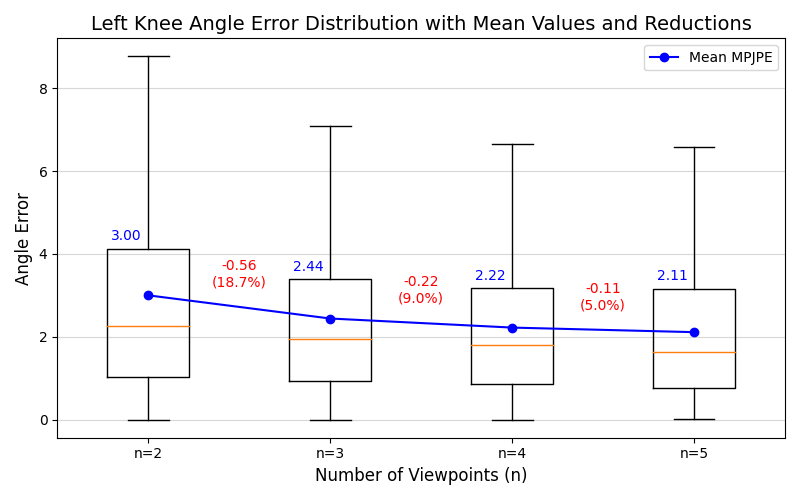 Left Knee Angle Error Distribution with Mean Values and Reductions
Mean MPJPE
Angle Error
8
6
4
2
0
3.00
-0.56
(18.7%)
2.44
-0.22
(9.0%)
2.22
-0.11
(5.0%)
2.11
n=2
n=3
n=4
n=5
Number of Viewpoints (n)